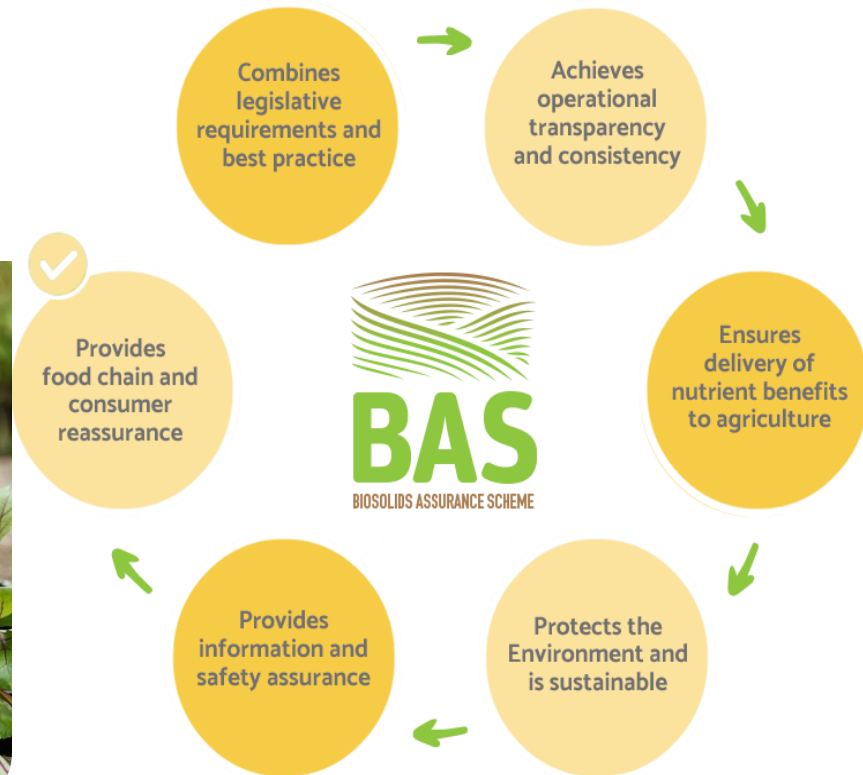 Combines
legislative
requirements and
best practice
Achieves
operational
transparency
and consistency
Ensures
delivery of
nutrient benefits
to agriculture
Protects the
Environment and
is sustainable
Provides
information and
safety assurance
Provides
food chain and
consumer
reassurance
BAS
BIOSOLIDS ASSURANCE SCHEME